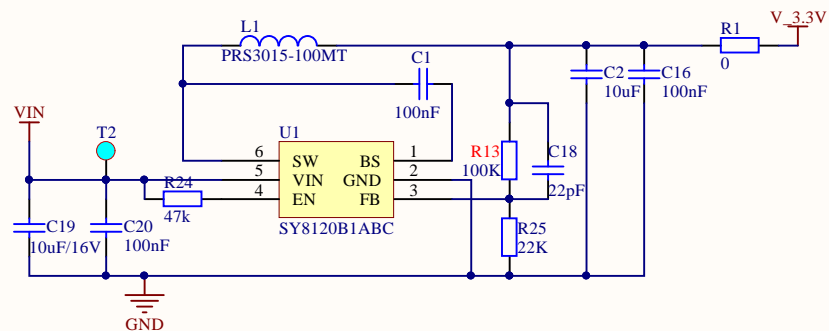 L1
PRS3015-100MT
R1
0
V_3.3V
C1
100nF
C2
10uF
C16
100nF
VIN
T2
U1
6 SW BS 1
5 VIN GND 2
4 EN FB 3
SY8120B1ABC
R13
100K
C18
22pF
R24
47k
C19
10uF/16V
C20
100nF
R25
22K
GND